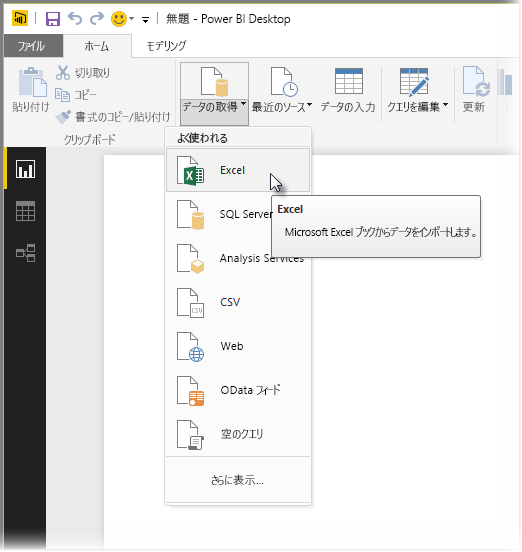 無題 - Power BI Desktop
ファイル ホーム モデリング
貼り付け
切り取り
コピー
書式のコピー/貼り付け
クリップボード
データの取得 最近のソース データの入力 クエリを編集 更新
よく使われる
Excel
SQL Server
Analysis Services
CSV
Web
OData フィード
空のクエリ
さらに表示...
Excel
Microsoft Excel ブックからデータをインポートします。